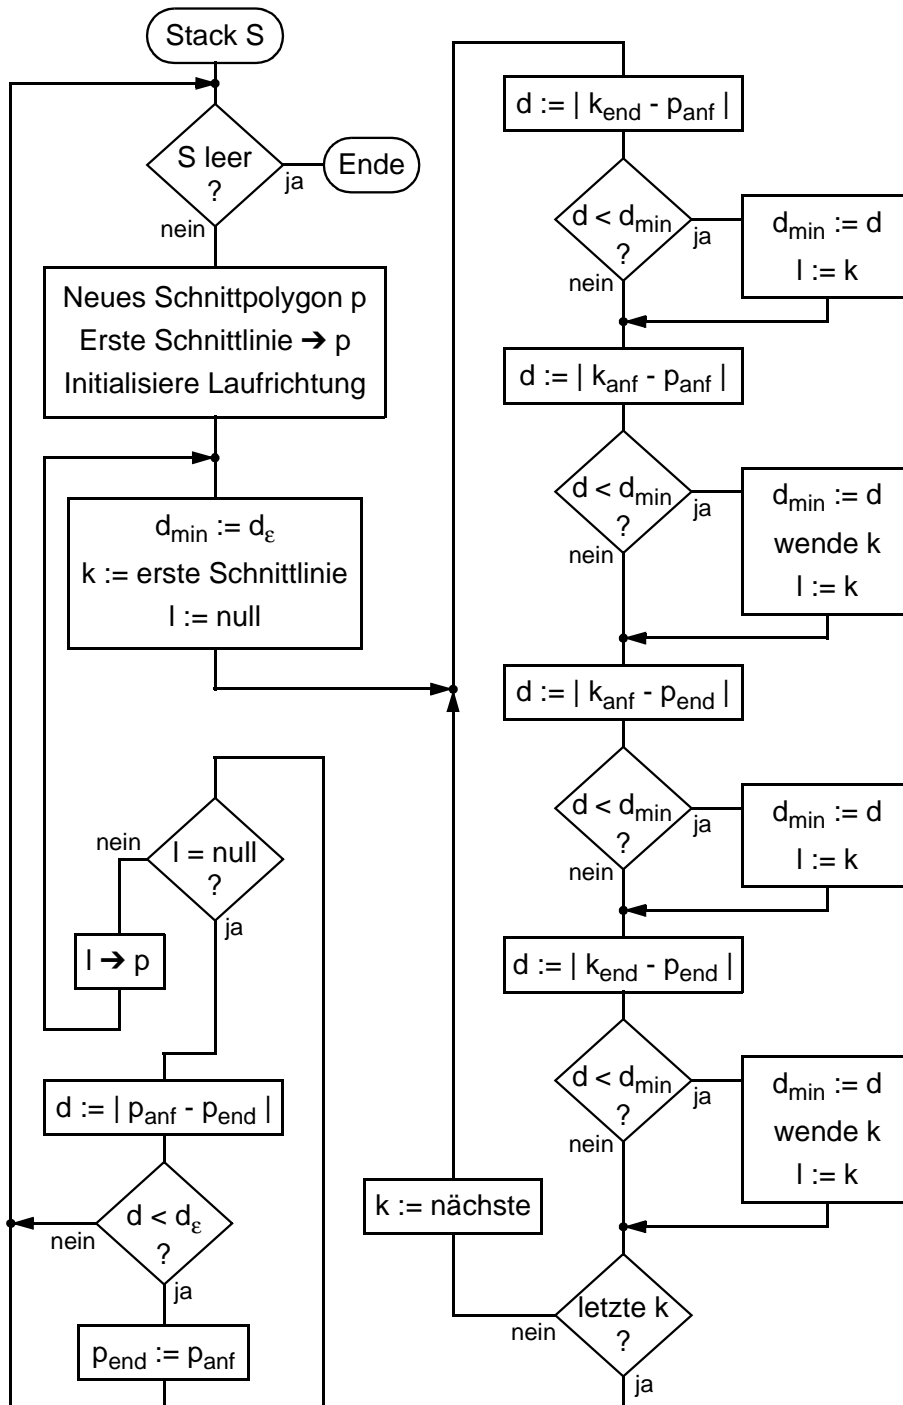 Stack S
S leer
?
ja
Ende
nein
Neues Schnittpolygon p
Erste Schnittlinie ➔ p
Initialisiere Laufrichtung
d_min := d_ε
k := erste Schnittlinie
l := null
nein
l = null
?
ja
l ➔ p
d := | p_anf - p_end |
d < d_ε
?
nein
ja
p_end := p_anf
d := | k_end - p_anf |
d < d_min
?
ja
nein
d_min := d
l := k
d := | k_anf - p_anf |
d < d_min
?
ja
nein
d_min := d
wende k
l := k
d := | k_anf - p_end |
d < d_min
?
ja
nein
d_min := d
l := k
d := | k_end - p_end |
d < d_min
?
ja
nein
d_min := d
wende k
l := k
k := nächste
letzte k
?
nein
ja